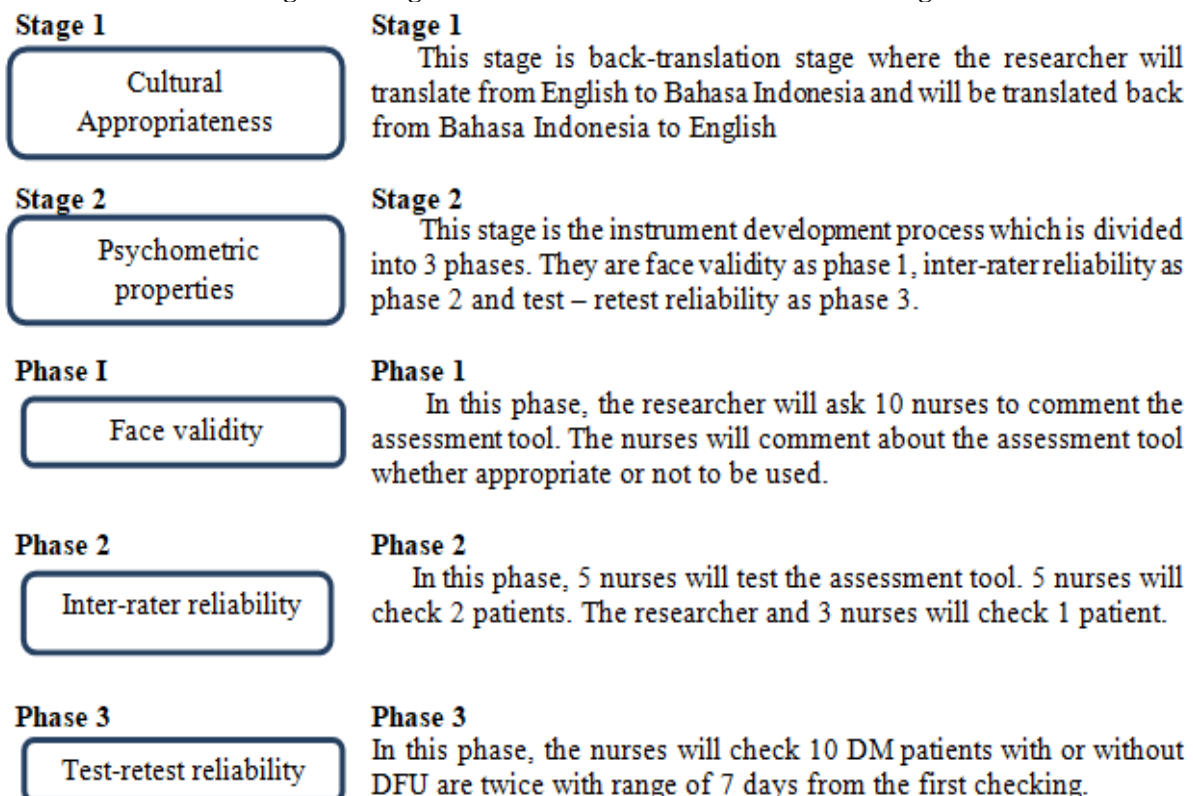 Stage 1
Cultural
Appropriateness
Stage 1
This stage is back-translation stage where the researcher will
translate from English to Bahasa Indonesia and will be translated back
from Bahasa Indonesia to English
Stage 2
Psychometric
properties
Stage 2
This stage is the instrument development process which is divided
into 3 phases. They are face validity as phase 1, inter-rater reliability as
phase 2 and test – retest reliability as phase 3.
Phase I
Face validity
Phase 1
In this phase, the researcher will ask 10 nurses to comment the
assessment tool. The nurses will comment about the assessment tool
whether appropriate or not to be used.
Phase 2
Inter-rater reliability
Phase 2
In this phase, 5 nurses will test the assessment tool. 5 nurses will
check 2 patients. The researcher and 3 nurses will check 1 patient.
Phase 3
Test-retest reliability
Phase 3
In this phase, the nurses will check 10 DM patients with or without
DFU are twice with range of 7 days from the first checking.